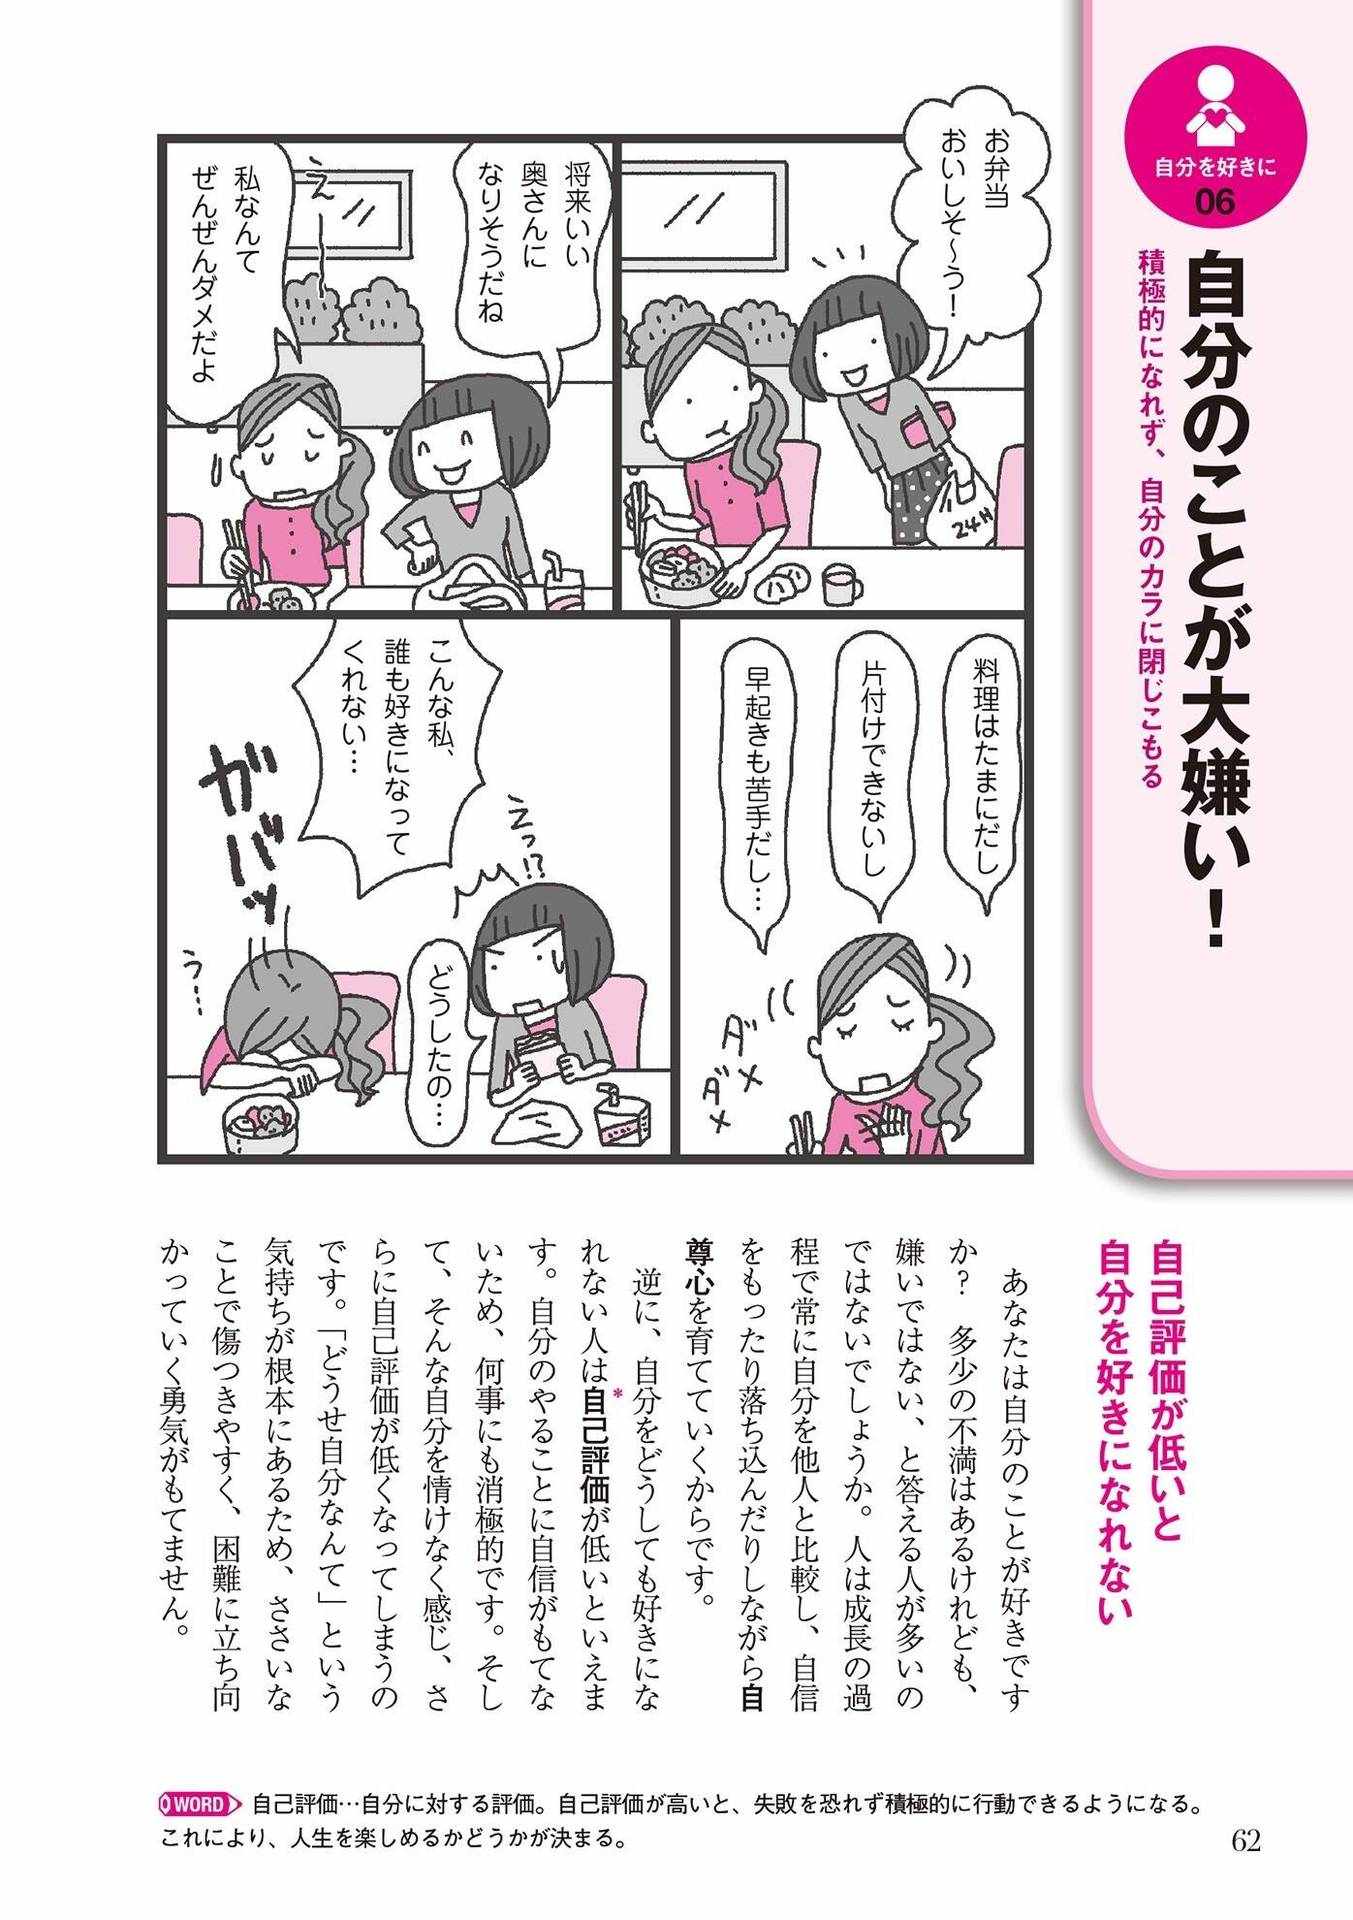 自分を好きに
06
自分のことが大嫌い！
積極的になれず、自分のカラに閉じこもる
お弁当
おいしそ〜う！
24H
将来いい
奥さんに
なりそうだね
え〜
私なんて
ぜんぜんダメだよ
料理はたまにだし
片付けできないし
早起きも苦手だし…
ダメ
ダメ
こんな私、
誰も好きになって
くれない…
ガバッ
えっ!?
どうしたの…
う…
自己評価が低いと
自分を好きになれない
あなたは自分のことが好きです
か？　多少の不満はあるけれども、
嫌いではない、と答える人が多いの
ではないでしょうか。人は成長の過
程で常に自分を他人と比較し、自信
をもったり落ち込んだりしながら自
尊心を育てていくからです。
逆に、自分をどうしても好きにな
れない人は*自己評価が低いといえま
す。自分のやることに自信がもてな
いため、何事にも消極的です。そし
て、そんな自分を情けなく感じ、さ
らに自己評価が低くなってしまうの
です。「どうせ自分なんて」という
気持ちが根本にあるため、ささいな
ことで傷つきやすく、困難に立ち向
かっていく勇気がもてません。
WORD 自己評価…自分に対する評価。自己評価が高いと、失敗を恐れず積極的に行動できるようになる。
これにより、人生を楽しめるかどうかが決まる。
62